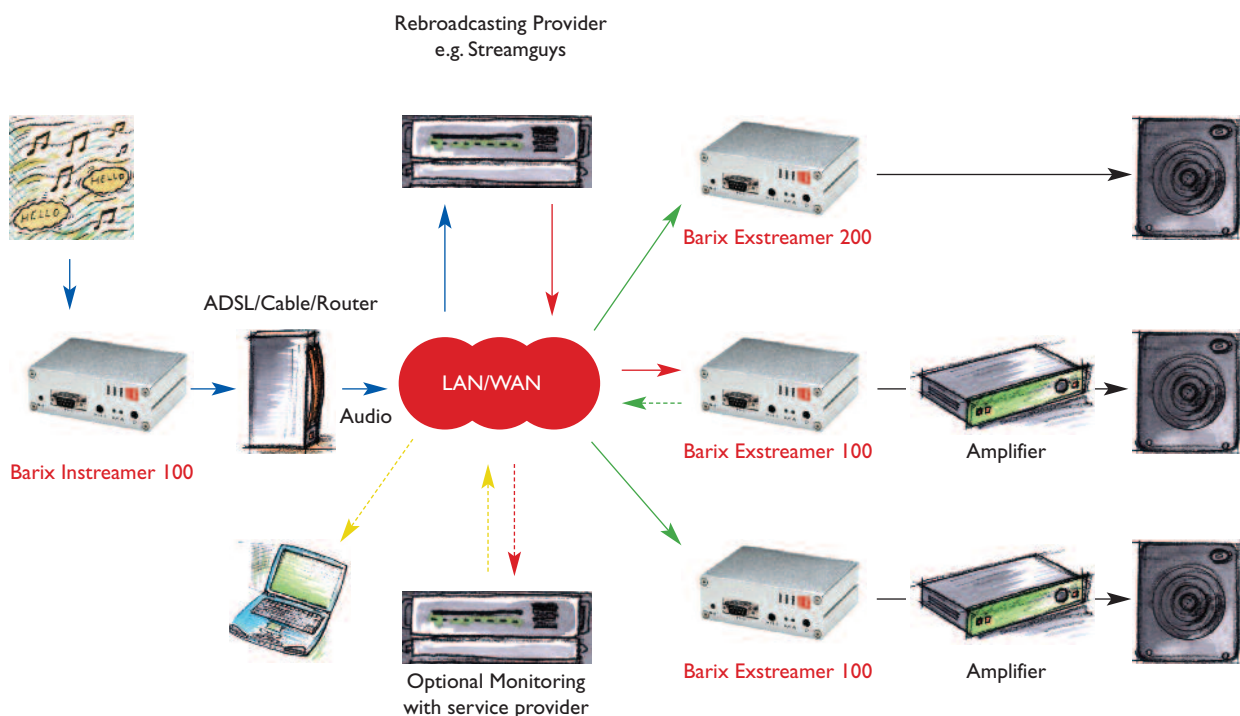 Rebroadcasting Provider
e.g. Streamguys
HELLO
HELLO
Barix Exstreamer 200
ADSL/Cable/Router
LAN/WAN
Audio
Barix Instreamer 100
Barix Exstreamer 100
Amplifier
Optional Monitoring
with service provider
Barix Exstreamer 100
Amplifier